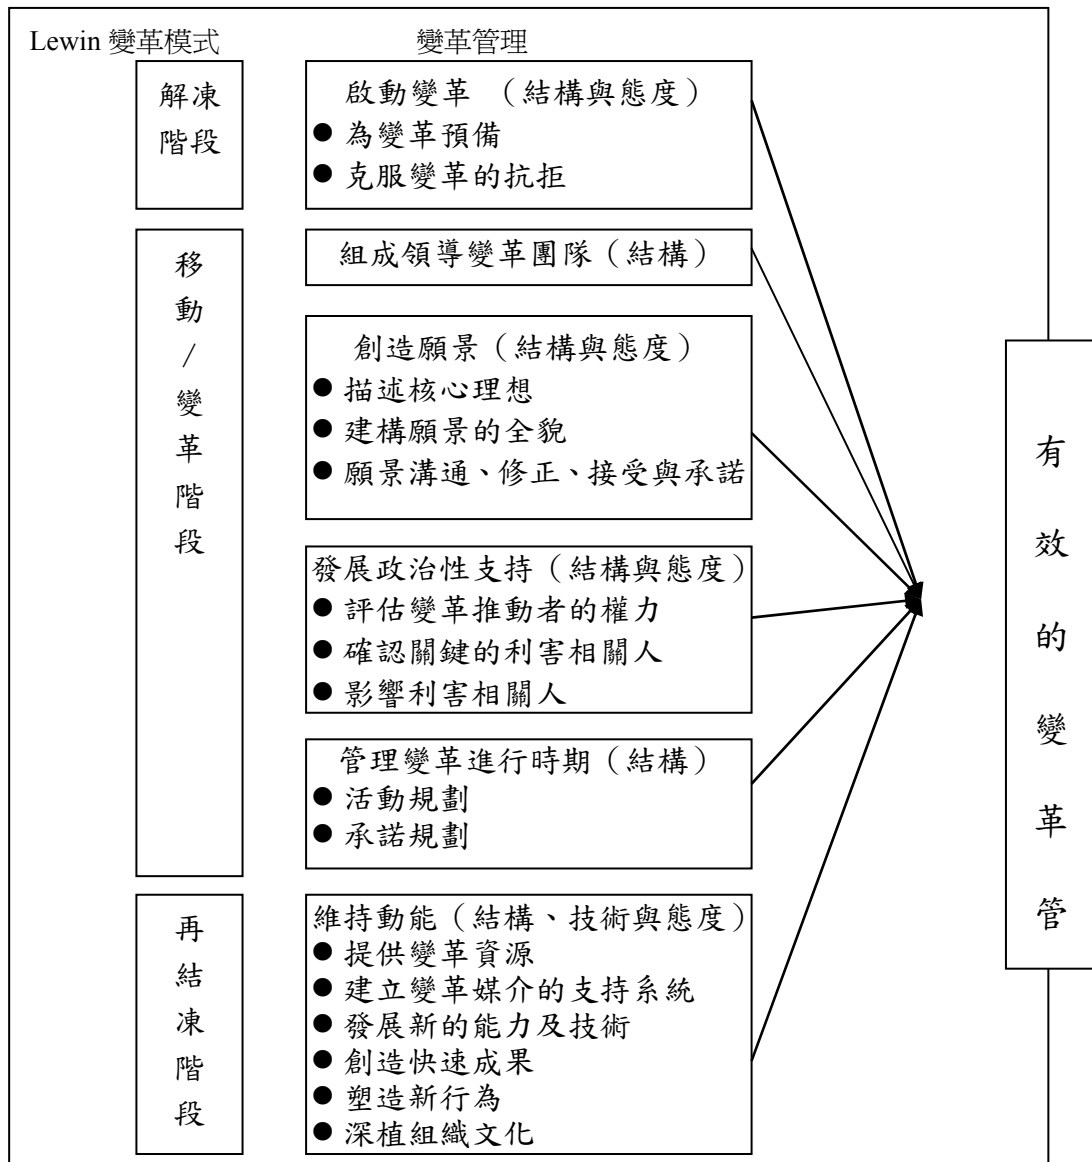 Lewin 變革模式
變革管理
解凍
階段
啟動變革 （結構與態度）
● 為變革預備
● 克服變革的抗拒
移動/變革階段
組成領導變革團隊（結構）
創造願景（結構與態度）
● 描述核心理想
● 建構願景的全貌
● 願景溝通、修正、接受與承諾
發展政治性支持（結構與態度）
● 評估變革推動者的權力
● 確認關鍵的利害相關人
● 影響利害相關人
管理變革進行時期（結構）
● 活動規劃
● 承諾規劃
再結凍階段
維持動能（結構、技術與態度）
● 提供變革資源
● 建立變革媒介的支持系統
● 發展新的能力及技術
● 創造快速成果
● 塑造新行為
● 深植組織文化
有效的變革管